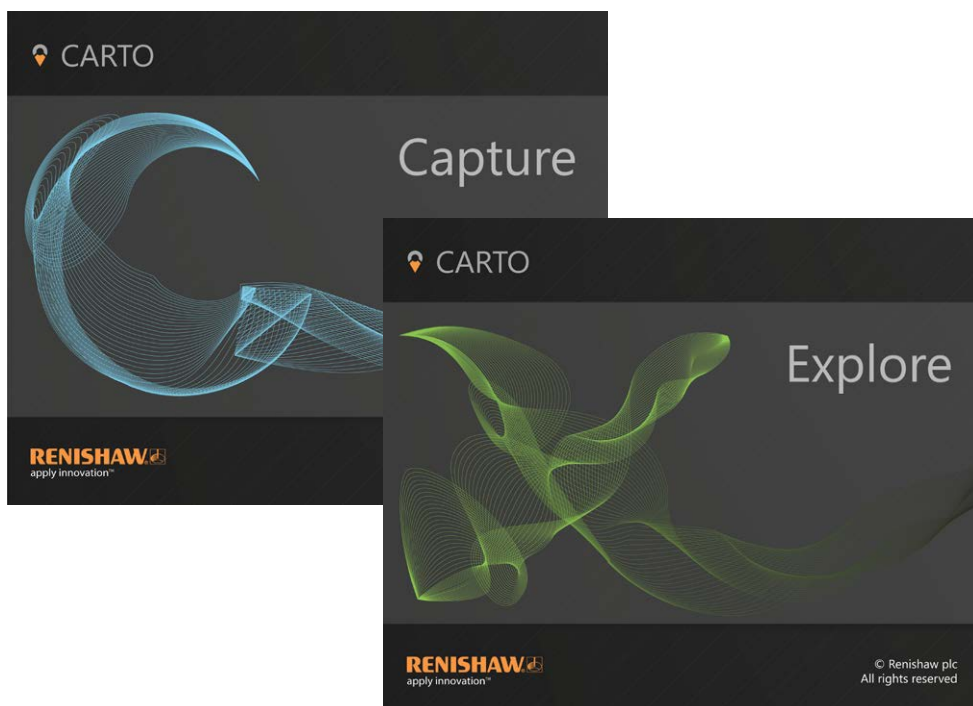 CARTO
Capture
RENISHAW
apply innovation™
CARTO
Explore
RENISHAW
apply innovation™
© Renishaw plc
All rights reserved